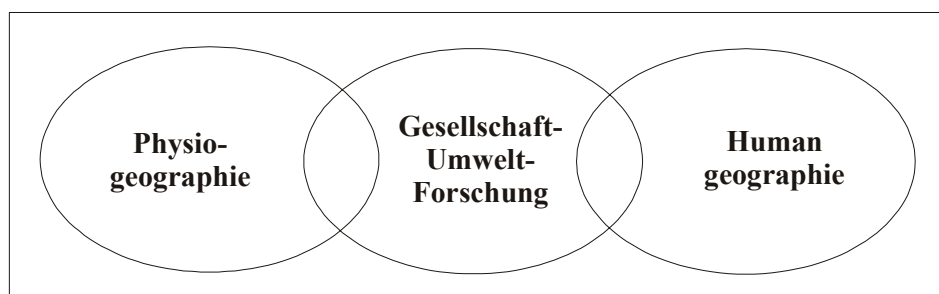 Physio-
geographie
Gesellschaft-
Umwelt-
Forschung
Human
geographie